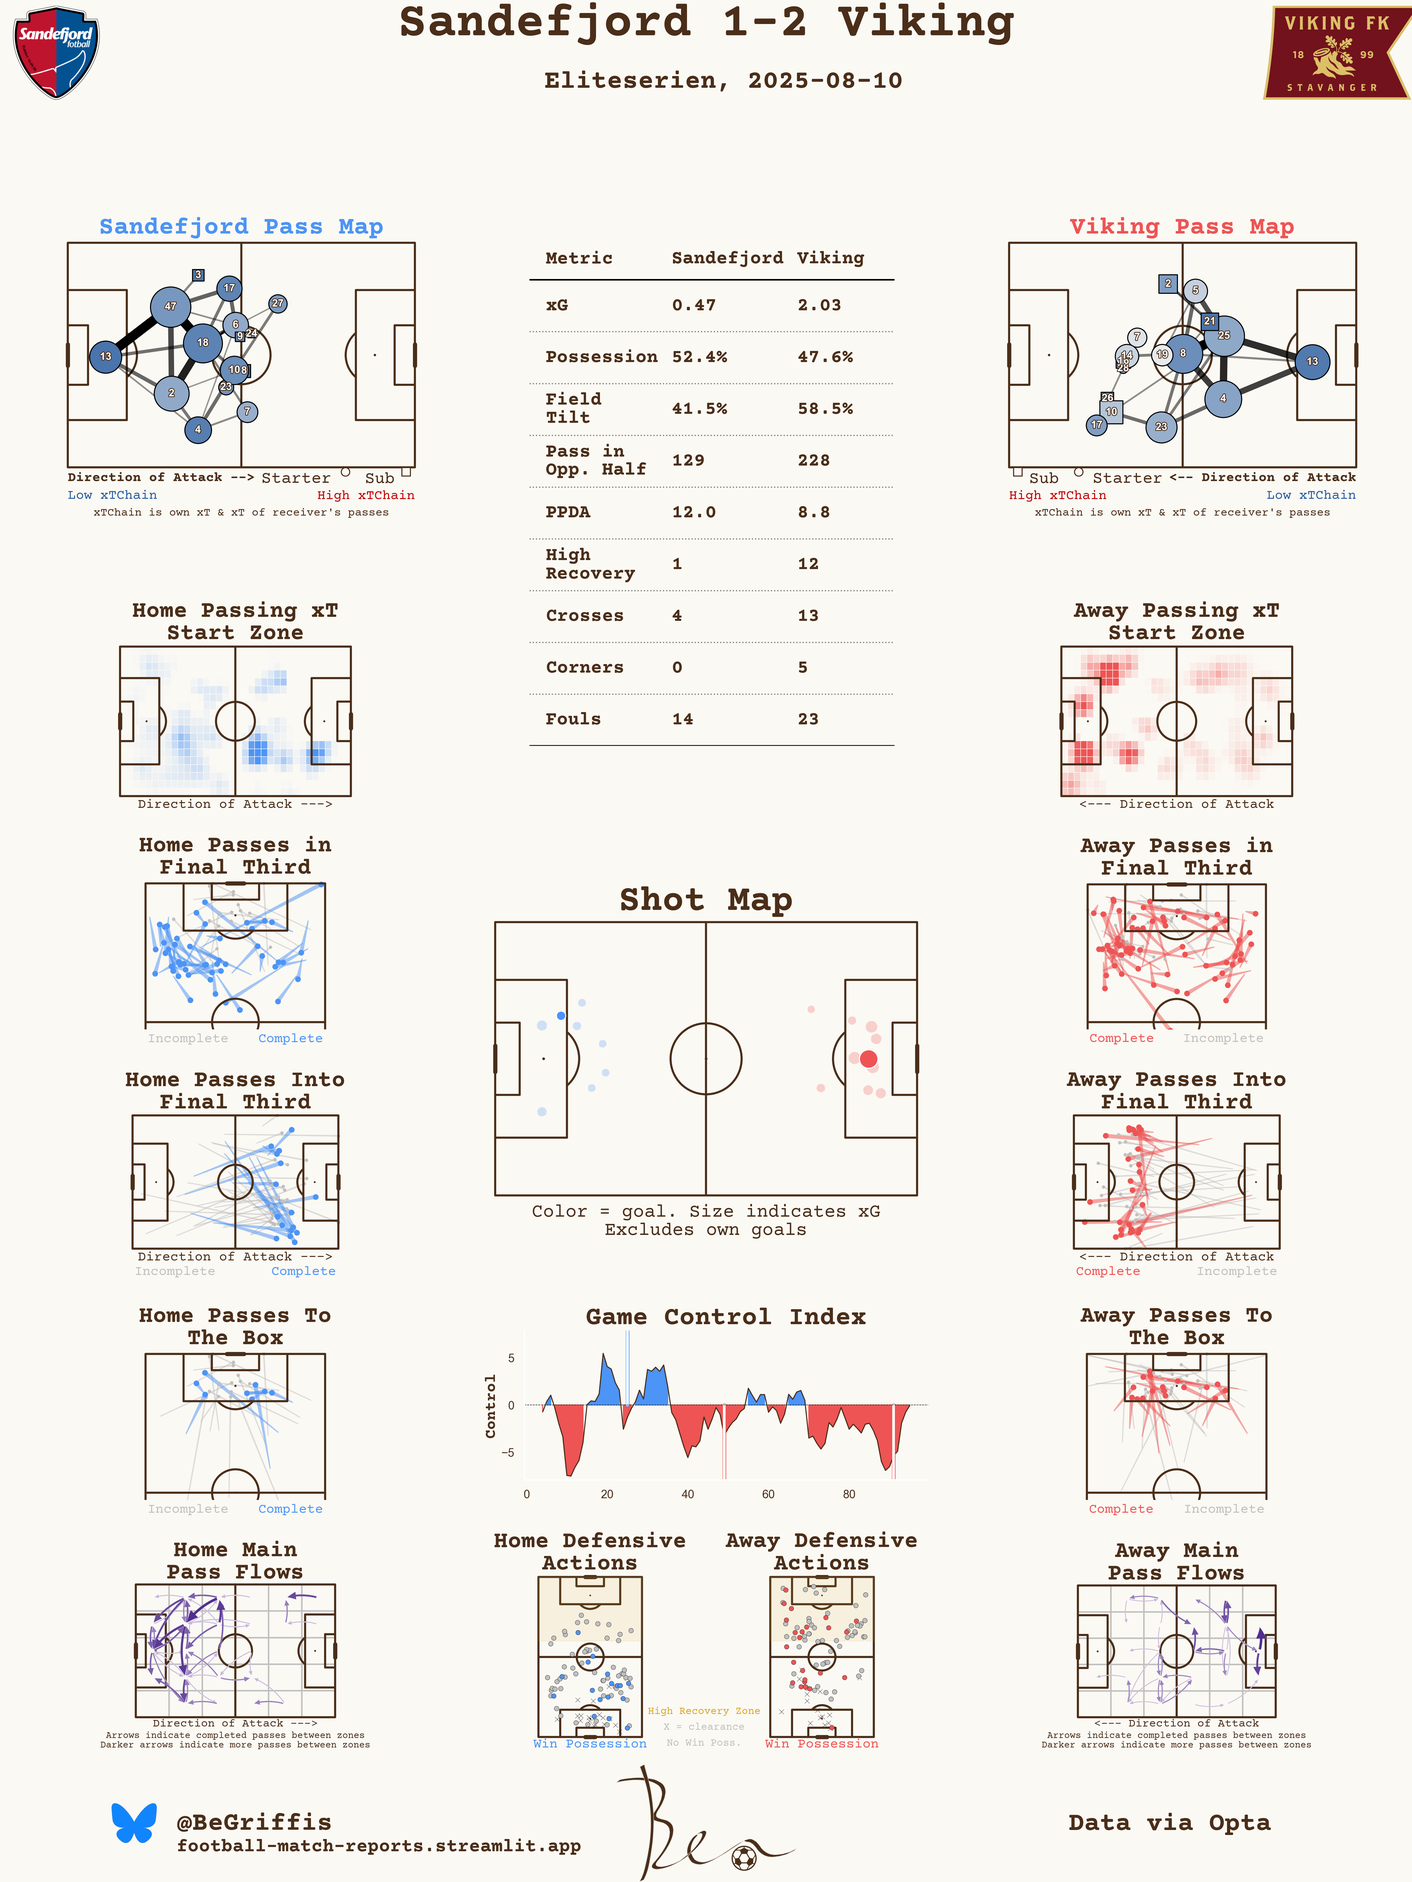 Sandefjord 1-2 Viking
Eliteserien, 2025-08-10
Sandefjord
fotball
VIKING FK
18 99
STAVANGER
Sandefjord Pass Map
3
17
47
27
6
9
24
18
13
10
8
2
23
7
4
Direction of Attack --> Starter Sub
Low xTChain High xTChain
xTChain is own xT & xT of receiver's passes
Metric Sandefjord Viking
xG 0.47 2.03
Possession 52.4% 47.6%
Field
Tilt 41.5% 58.5%
Pass in
Opp. Half 129 228
PPDA 12.0 8.8
High
Recovery 1 12
Crosses 4 13
Corners 0 5
Fouls 14 23
Viking Pass Map
2
5
21
7
25
14
19
8
28
13
26
4
10
17
23
Sub Starter <-- Direction of Attack
High xTChain Low xTChain
xTChain is own xT & xT of receiver's passes
Home Passing xT
Start Zone
Direction of Attack --->
Away Passing xT
Start Zone
<--- Direction of Attack
Home Passes in
Final Third
Incomplete Complete
Away Passes in
Final Third
Complete Incomplete
Shot Map
Color = goal. Size indicates xG
Excludes own goals
Home Passes Into
Final Third
Direction of Attack --->
Incomplete Complete
Away Passes Into
Final Third
<--- Direction of Attack
Complete Incomplete
Home Passes To
The Box
Incomplete Complete
Game Control Index
Control
5
0
−5
0 20 40 60 80
Away Passes To
The Box
Complete Incomplete
Home Main
Pass Flows
Direction of Attack --->
Arrows indicate completed passes between zones
Darker arrows indicate more passes between zones
Home Defensive
Actions
Win Possession
Away Defensive
Actions
Win Possession
High Recovery Zone
X = clearance
No Win Poss.
Away Main
Pass Flows
<--- Direction of Attack
Arrows indicate completed passes between zones
Darker arrows indicate more passes between zones
@BeGriffis
football-match-reports.streamlit.app
Ben
Data via Opta